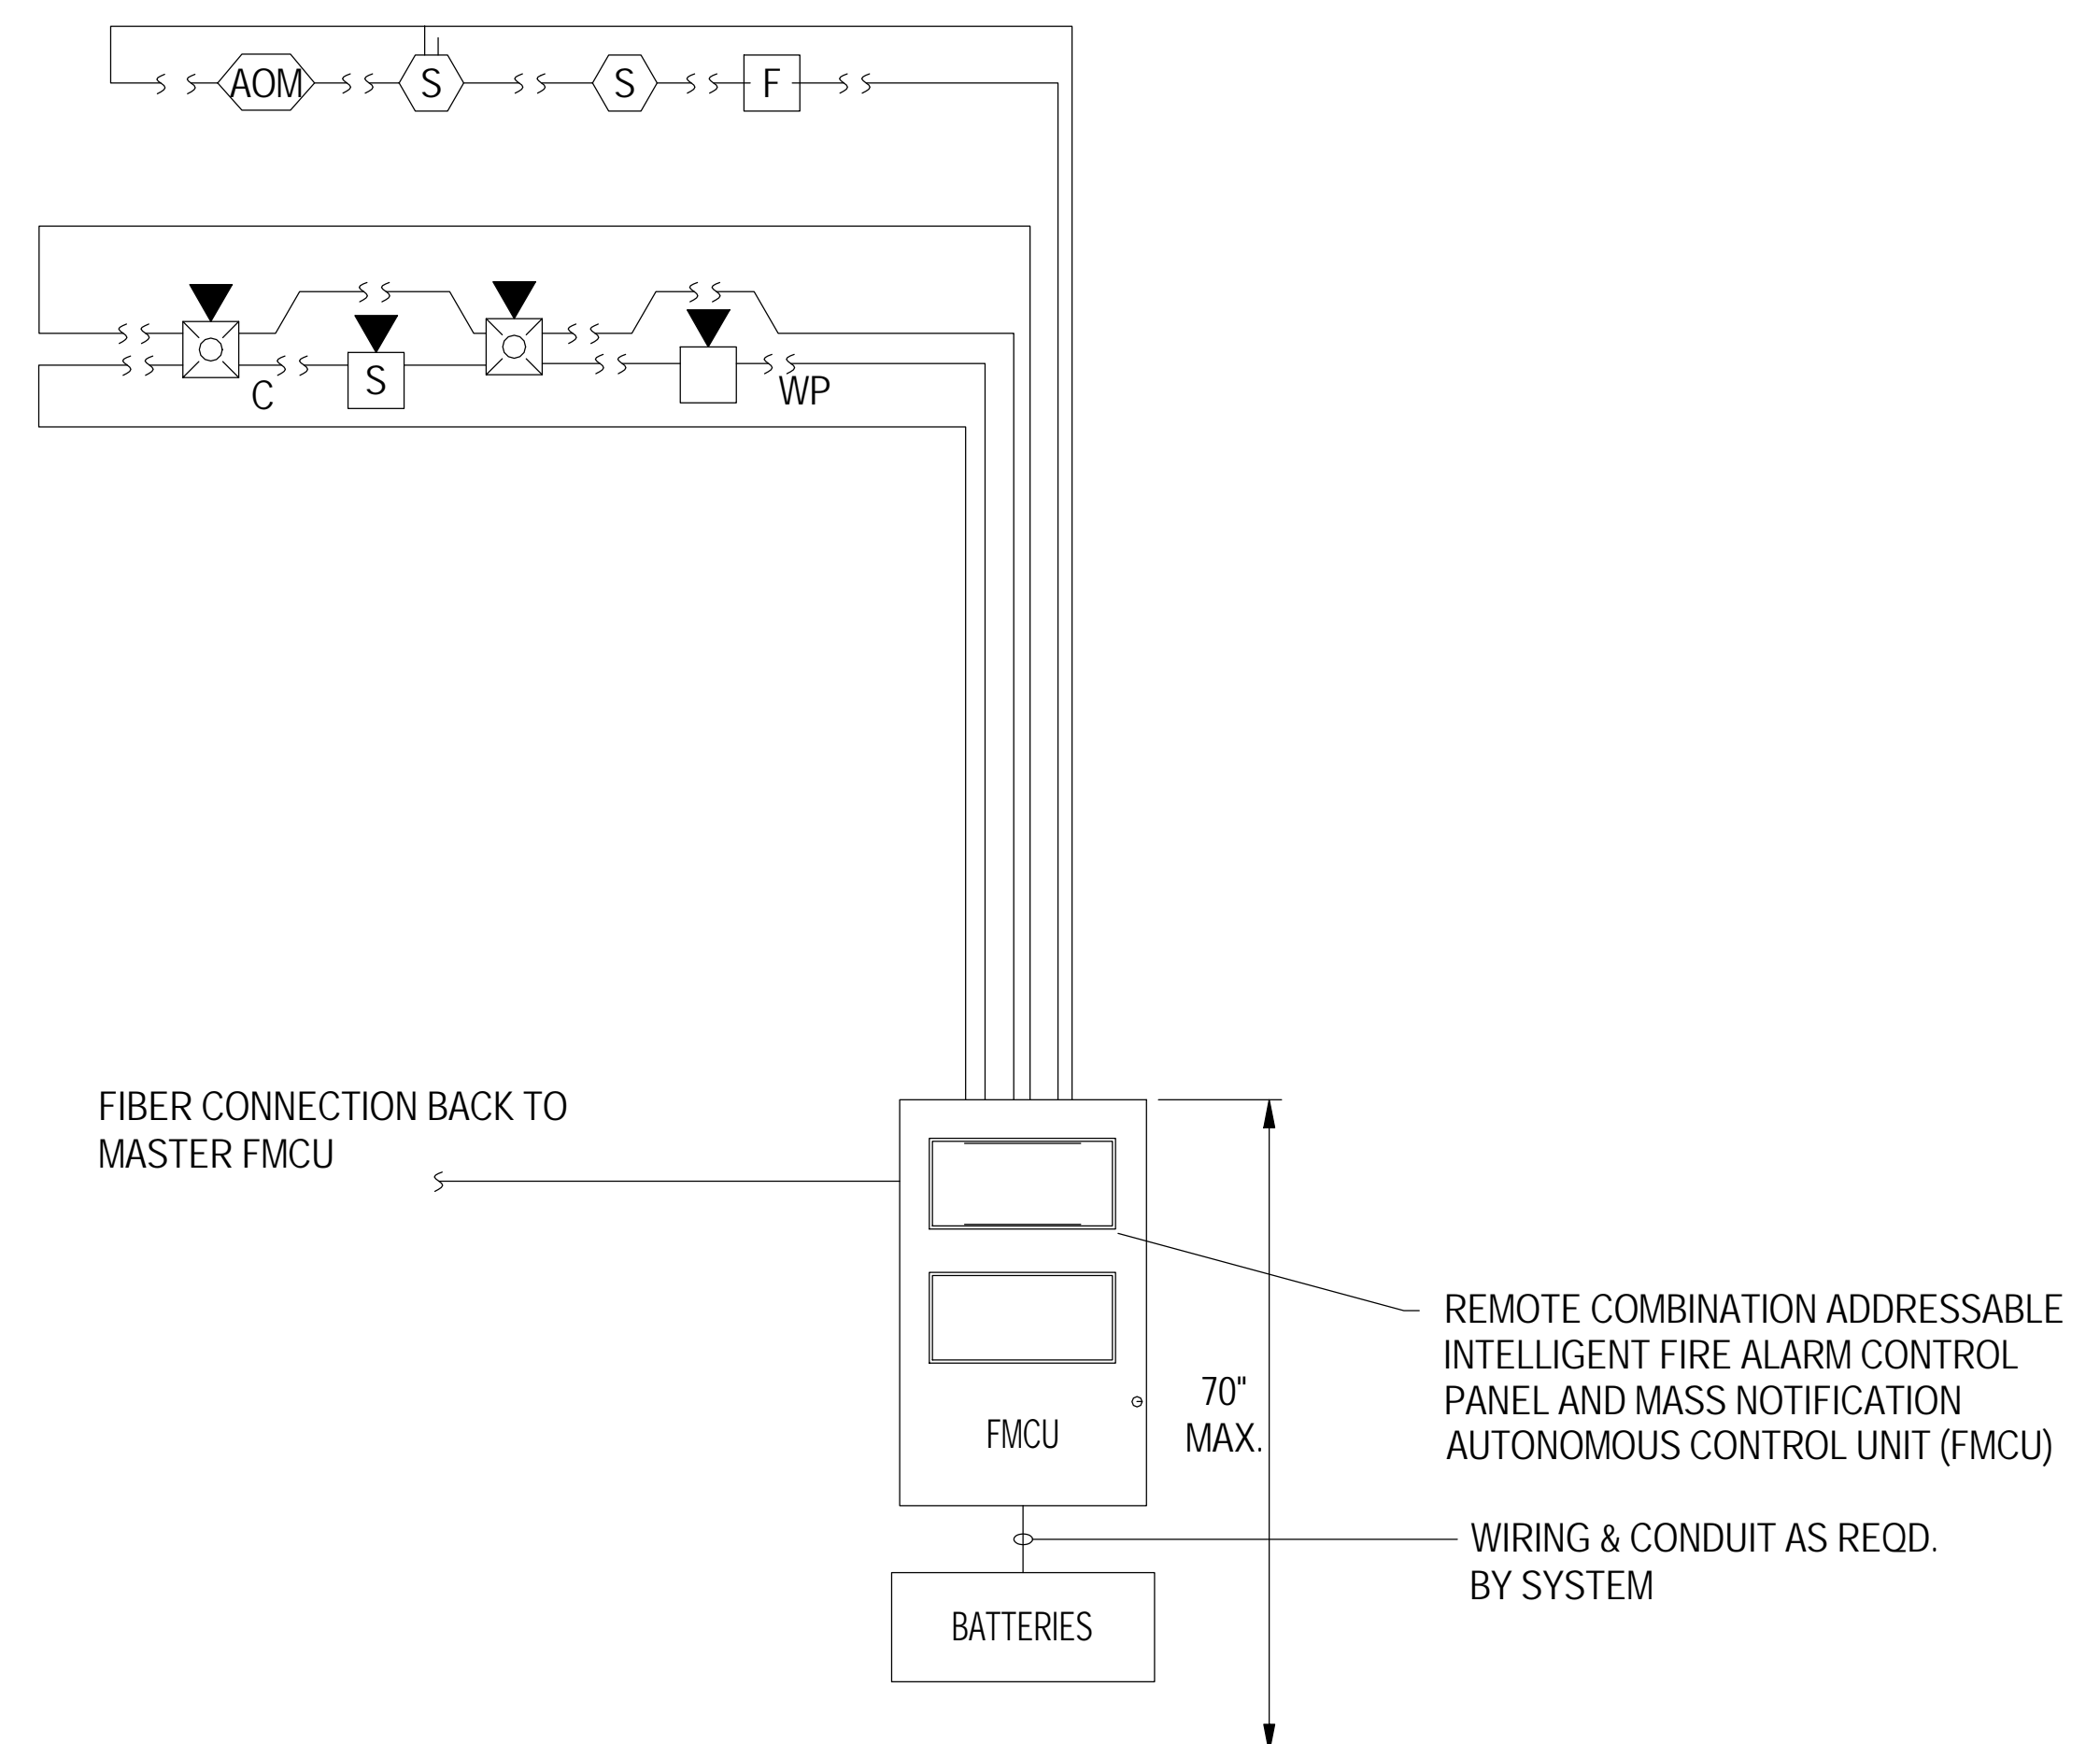 AOM S S F
C S WP
FIBER CONNECTION BACK TO
MASTER FMCU
REMOTE COMBINATION ADDRESSABLE
INTELLIGENT FIRE ALARM CONTROL
PANEL AND MASS NOTIFICATION
AUTONOMOUS CONTROL UNIT (FMCU)
70"
MAX.
FMCU
WIRING & CONDUIT AS REQD.
BY SYSTEM
BATTERIES